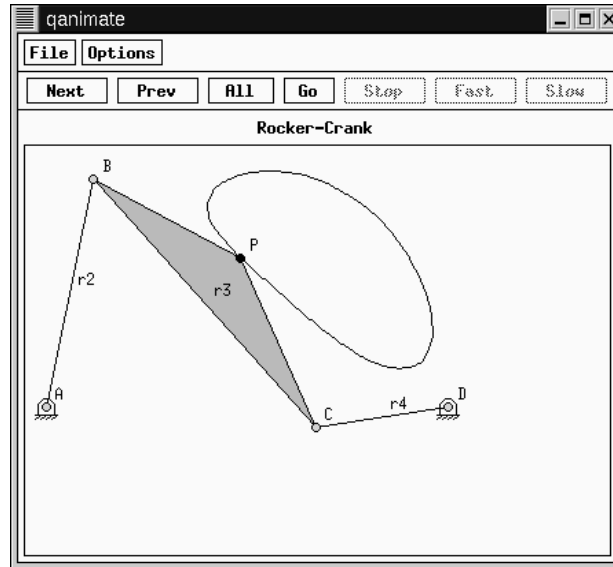 qanimate
File Options
Next Prev All Go Stop Fast Slow
Rocker-Crank
B
P
r2
r3
A
D
r4
C